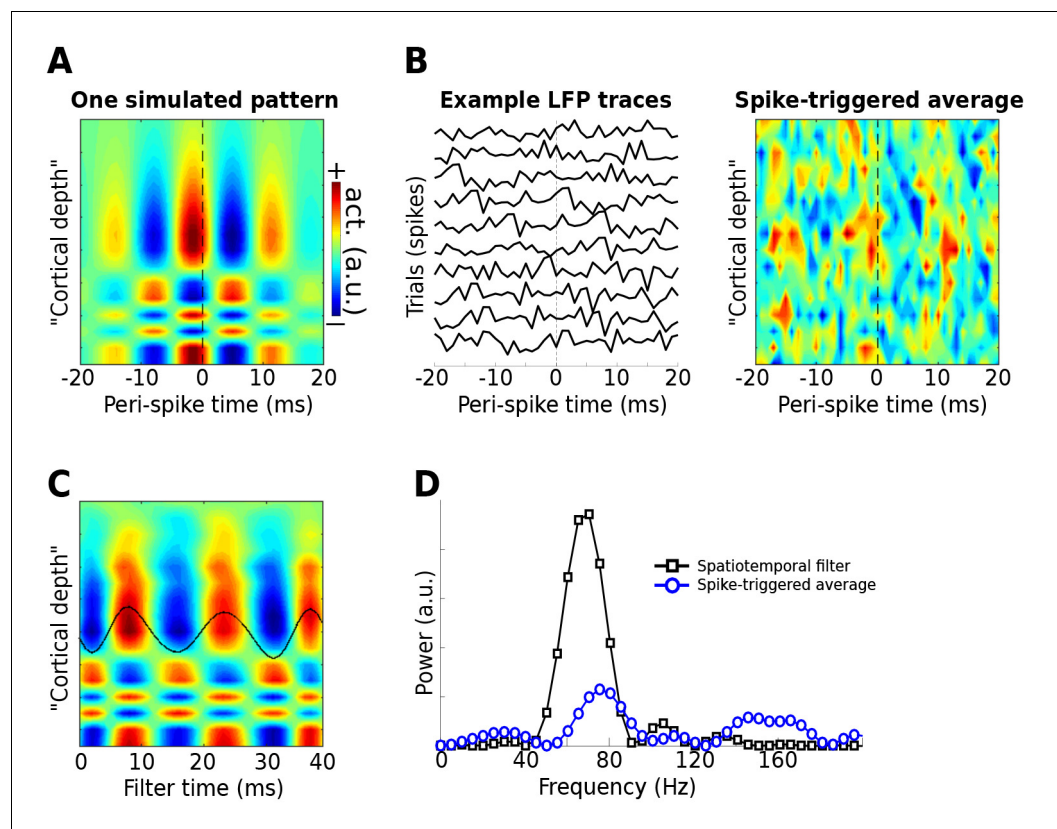 A
One simulated pattern
"Cortical depth"
+ act. (a.u.) −
-20 -10 0 10 20
Peri-spike time (ms)
B
Example LFP traces
Trials (spikes)
-20 -10 0 10 20
Peri-spike time (ms)
Spike-triggered average
"Cortical depth"
-20 -10 0 10 20
Peri-spike time (ms)
C
"Cortical depth"
0 10 20 30 40
Filter time (ms)
D
Power (a.u.)
Spatiotemporal filter
Spike-triggered average
0 40 80 120 160
Frequency (Hz)